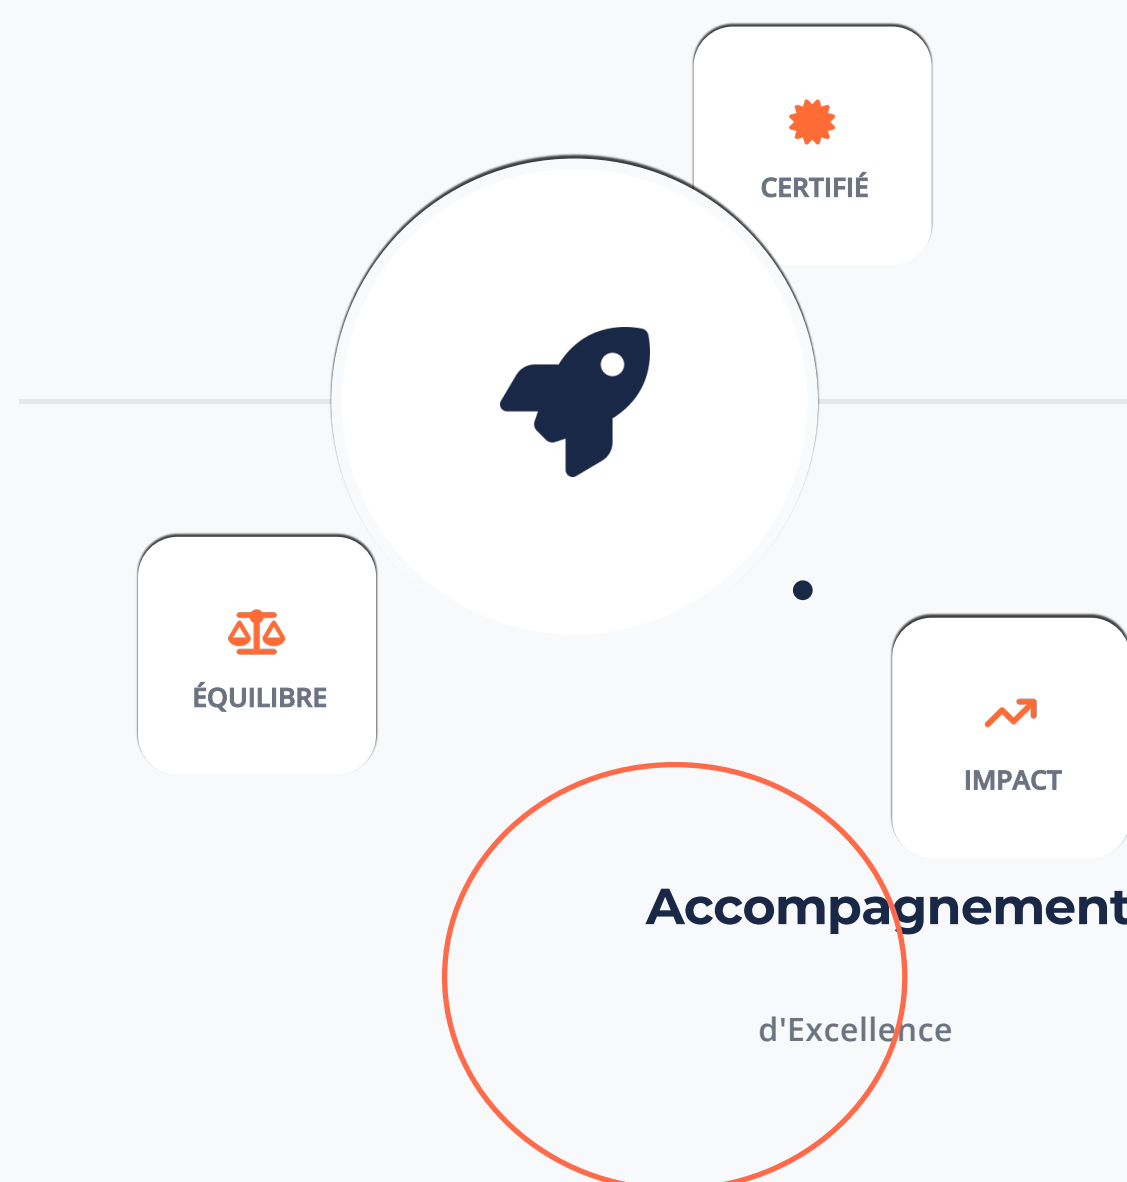 CERTIFIÉ
ÉQUILIBRE
IMPACT
Accompagnement
d'Excellence